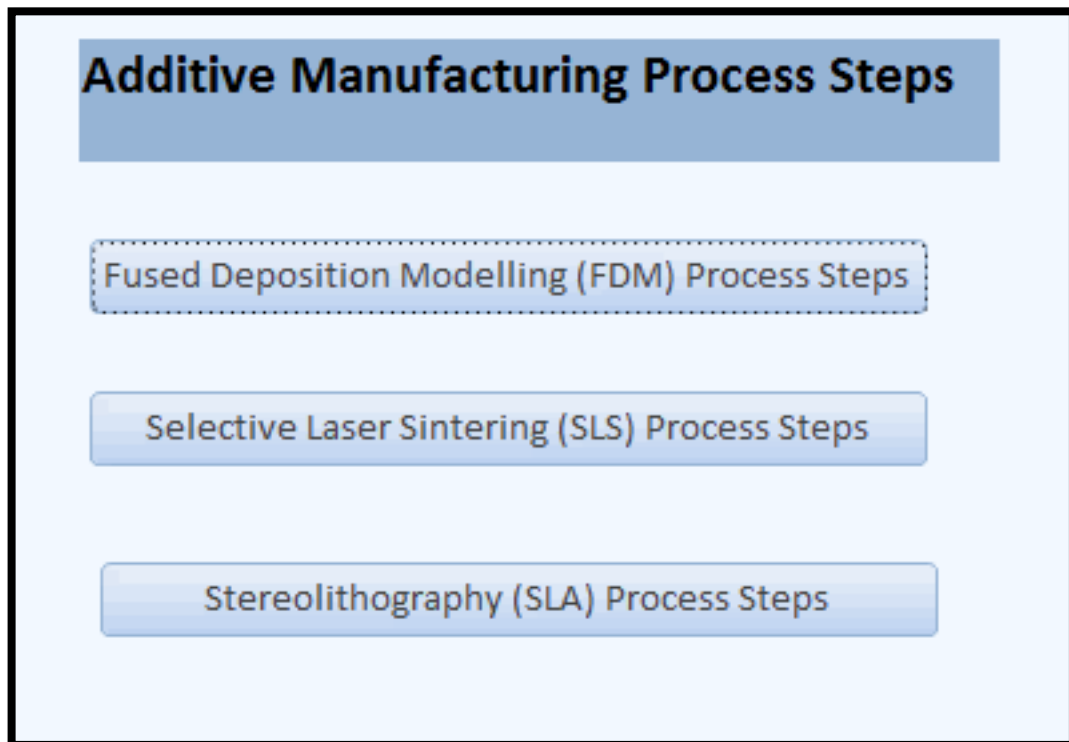 Additive Manufacturing Process Steps
Fused Deposition Modelling (FDM) Process Steps
Selective Laser Sintering (SLS) Process Steps
Stereolithography (SLA) Process Steps